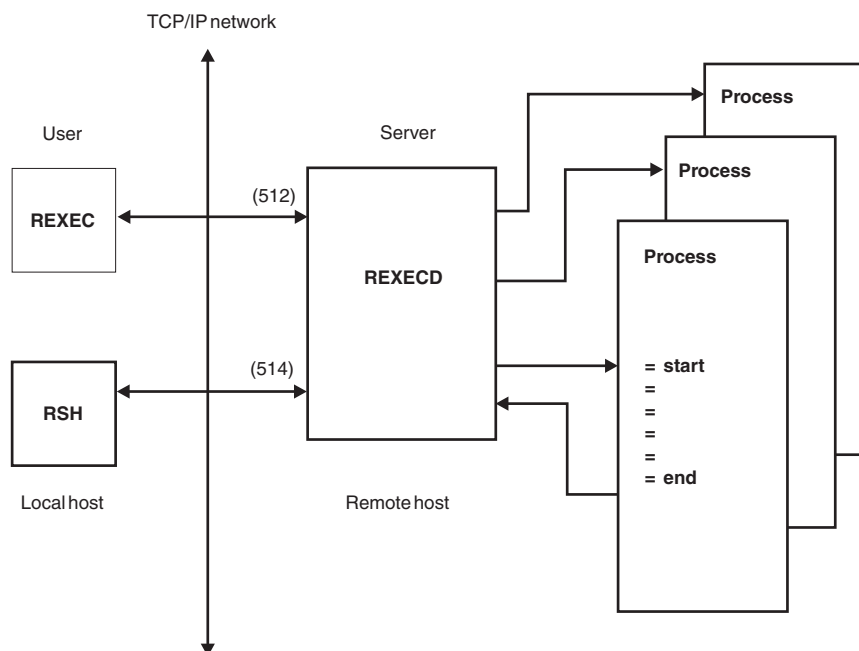 TCP/IP network
User
Server
REXEC
(512)
REXECD
(514)
RSH
Local host
Remote host
Process
Process
Process
= start
=
=
=
=
= end